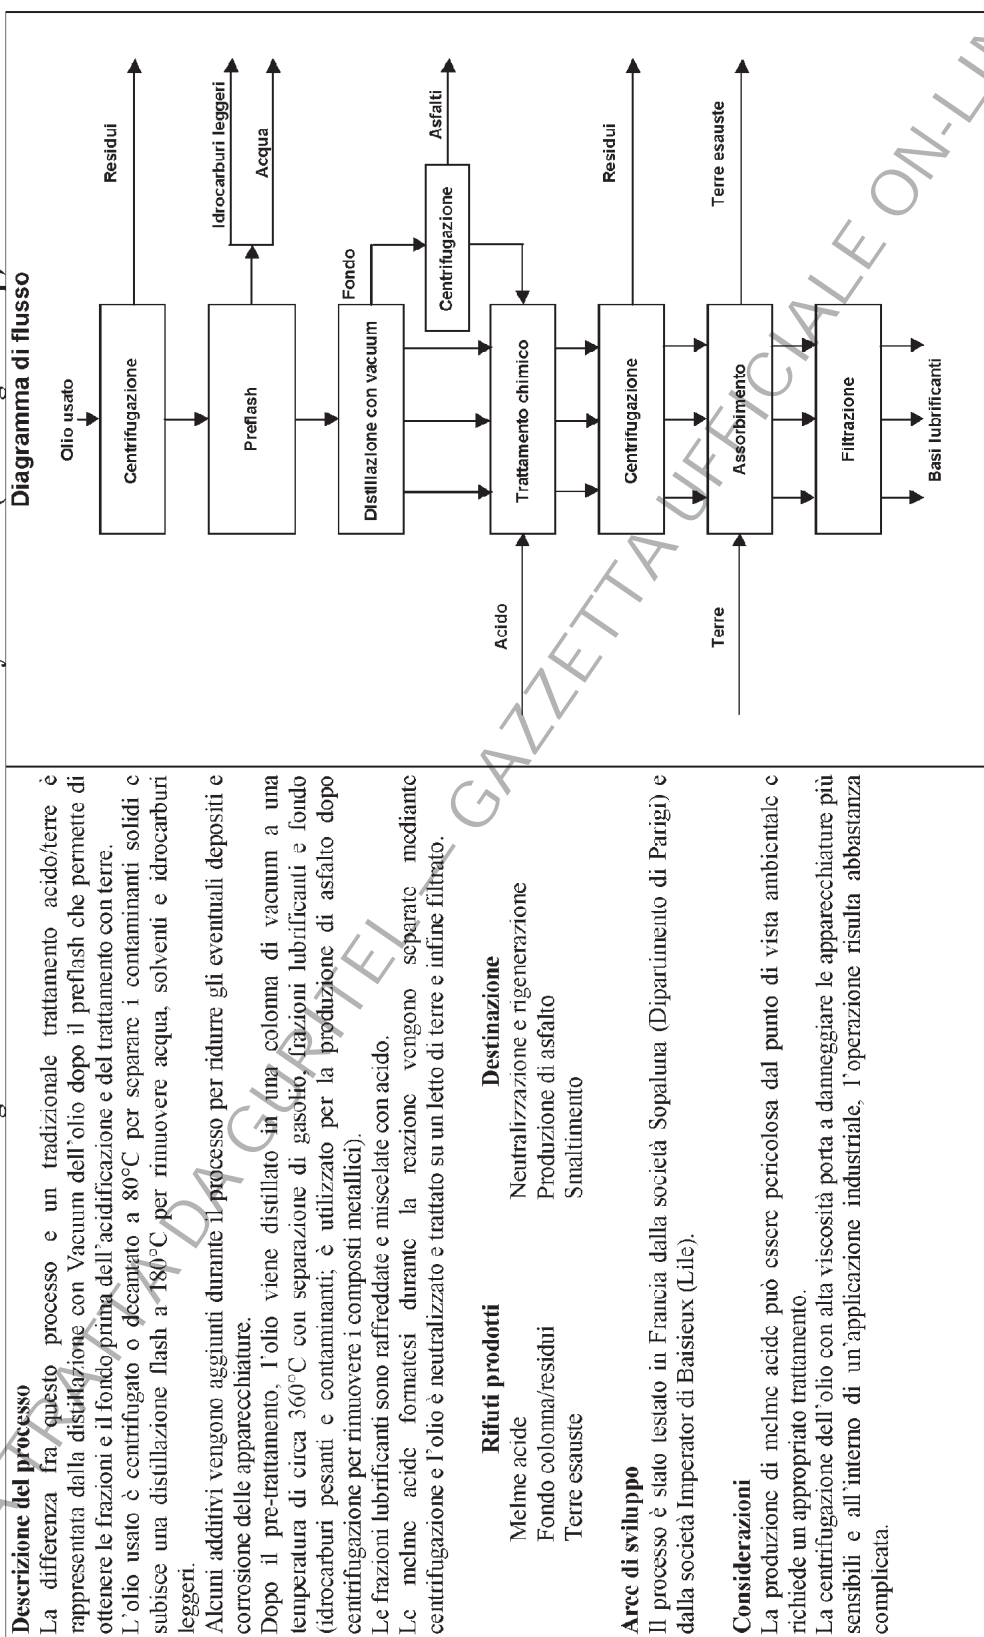 Descrizione del processo
La differenza fra questo processo e un tradizionale trattamento acido/terre è
rappresentata dalla distillazione con Vacuum dell'olio dopo il preflash che permette di
ottenere le frazioni e il fondo prima dell'acidificazione e del trattamento con terre.
L'olio usato è centrifugato o decantato a 80°C per separare i contaminanti solidi e
subisce una distillazione flash a 180°C per rimuovere acqua, solventi e idrocarburi
leggeri.
Alcuni additivi vengono aggiunti durante il processo per ridurre gli eventuali depositi e
corrosione delle apparecchiature.
Dopo il pre-trattamento, l'olio viene distillato in una colonna di vacuum a una
temperatura di circa 360°C con separazione di gasolio, frazioni lubrificanti e fondo
(idrocarburi pesanti e contaminanti; è utilizzato per la produzione di asfalto dopo
centrifugazione per rimuovere i composti metallici).
Le frazioni lubrificanti sono raffreddate e miscelate con acido.
Le melme acide formatesi durante la reazione vengono separate mediante
centrifugazione e l'olio è neutralizzato e trattato su un letto di terre e infine filtrato.
Rifiuti prodotti Destinazione
Melme acide Neutralizzazione e rigenerazione
Fondo colonna/residui Produzione di asfalto
Terre esauste Smaltimento
Aree di sviluppo
Il processo è stato testato in Francia dalla società Sopaluna (Dipartimento di Parigi) e
dalla società Imperator di Baisieux (Lile).
Considerazioni
La produzione di melme acide può essere pericolosa dal punto di vista ambientale e
richiede un appropriato trattamento.
La centrifugazione dell'olio con alta viscosità porta a danneggiare le apparecchiature più
sensibili e all'interno di un'applicazione industriale, l'operazione risulta abbastanza
complicata.
Diagramma di flusso
Olio usato
Centrifugazione
Residui
Preflash
Idrocarburi leggeri
Acqua
Distillazione con vacuum
Fondo
Centrifugazione
Asfalti
Acido
Trattamento chimico
Centrifugazione
Residui
Terre
Assorbimento
Terre esauste
Filtrazione
Basi lubrificanti
TRATTA DA GURITEL — GAZZETTA UFFICIALE ON-LIN